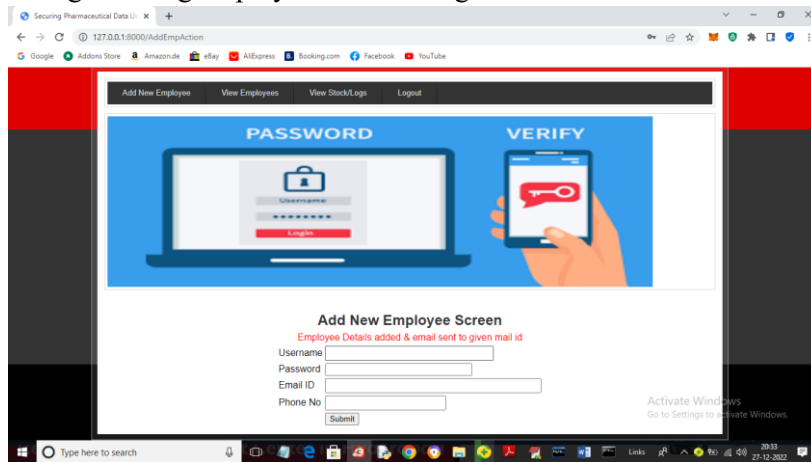 Securing Pharmaceutical Data U
127.0.0.1:8000/AddEmpAction
Google Addons Store Amazon.de eBay AliExpress Booking.com Facebook YouTube
Add New Employee View Employees View Stock/Logs Logout
PASSWORD VERIFY
Username
Login
Add New Employee Screen
Employee Details added & email sent to given mail id
Username
Password
Email ID
Phone No
Submit
Activate Windows
Go to Settings to activate Windows.
Type here to search
Links
20:33
27-12-2022